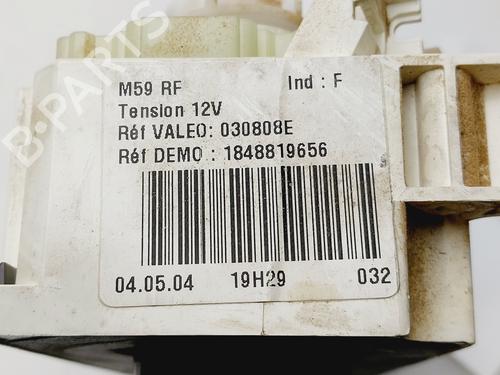 B-PARTS
M59 RF Ind : F
Tension 12V
Réf VALEO: 030808E
Réf DEMO : 1848819656
04.05.04 19H29 032